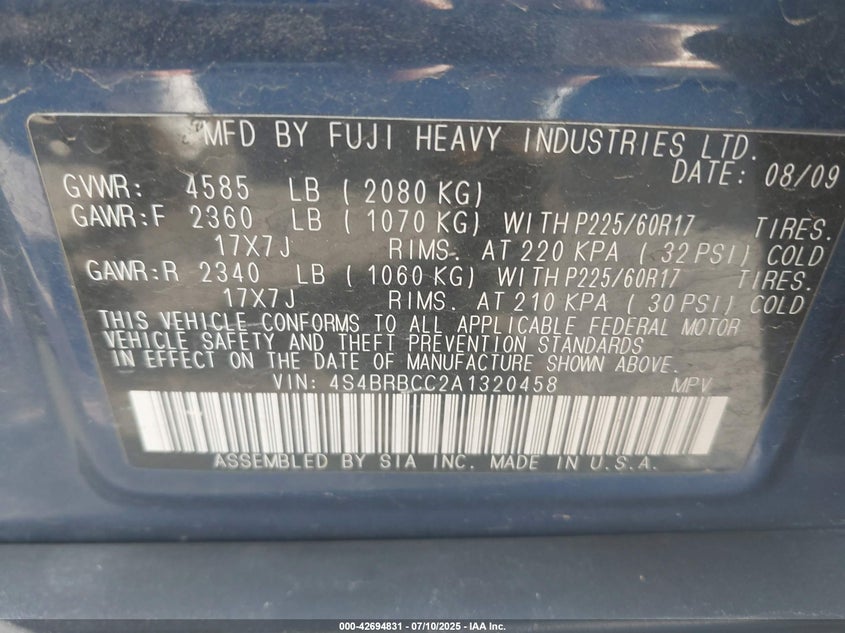 MFD BY FUJI HEAVY INDUSTRIES LTD.
DATE: 08/09
GVWR: 4585 LB ( 2080 KG)
GAWR:F 2360 LB ( 1070 KG) WITH P225/60R17 TIRES.
17X7J RIMS. AT 220 KPA ( 32 PSI) COLD
GAWR:R 2340 LB ( 1060 KG) WITH P225/60R17 TIRES.
17X7J RIMS. AT 210 KPA ( 30 PSI) COLD
THIS VEHICLE CONFORMS TO ALL APPLICABLE FEDERAL MOTOR
VEHICLE SAFETY AND THEFT PREVENTION STANDARDS
IN EFFECT ON THE DATE OF MANUFACTURE SHOWN ABOVE.
VIN: 4S4BRBCC2A1320458 MPV
ASSEMBLED BY SIA INC. MADE IN U.S.A.
000-42694831 - 07/10/2025 - IAA Inc.